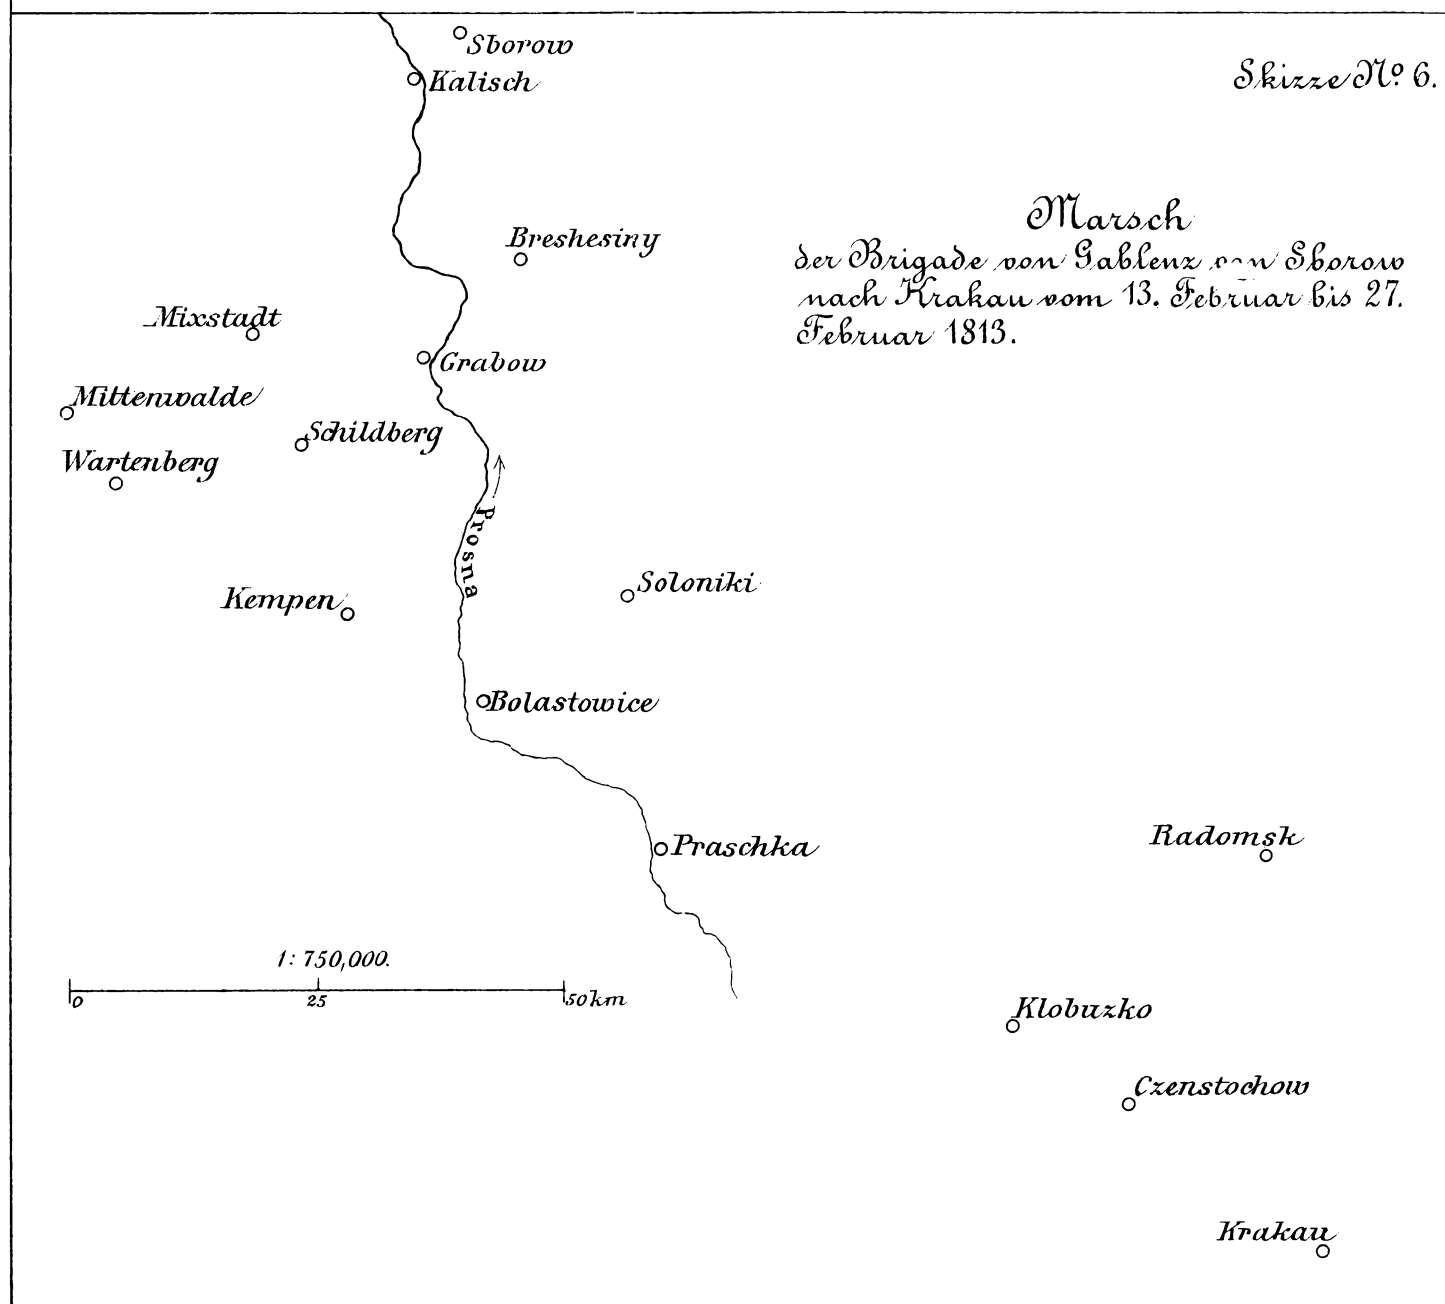 Sborow
Kalisch
Skizze No. 6.
Marsch
der Brigade von Gablenz von Sborow
nach Krakau vom 13. Februar bis 27.
Februar 1813.
Breshesiny
Mixstadt
Grabow
Mittenwalde
Schildberg
Wartenberg
Prosna
Soloniki
Kempen
Bolastowice
Praschka
Radomsk
1:750,000.
0 25 50 km
Klobuzko
Czenstochow
Krakau